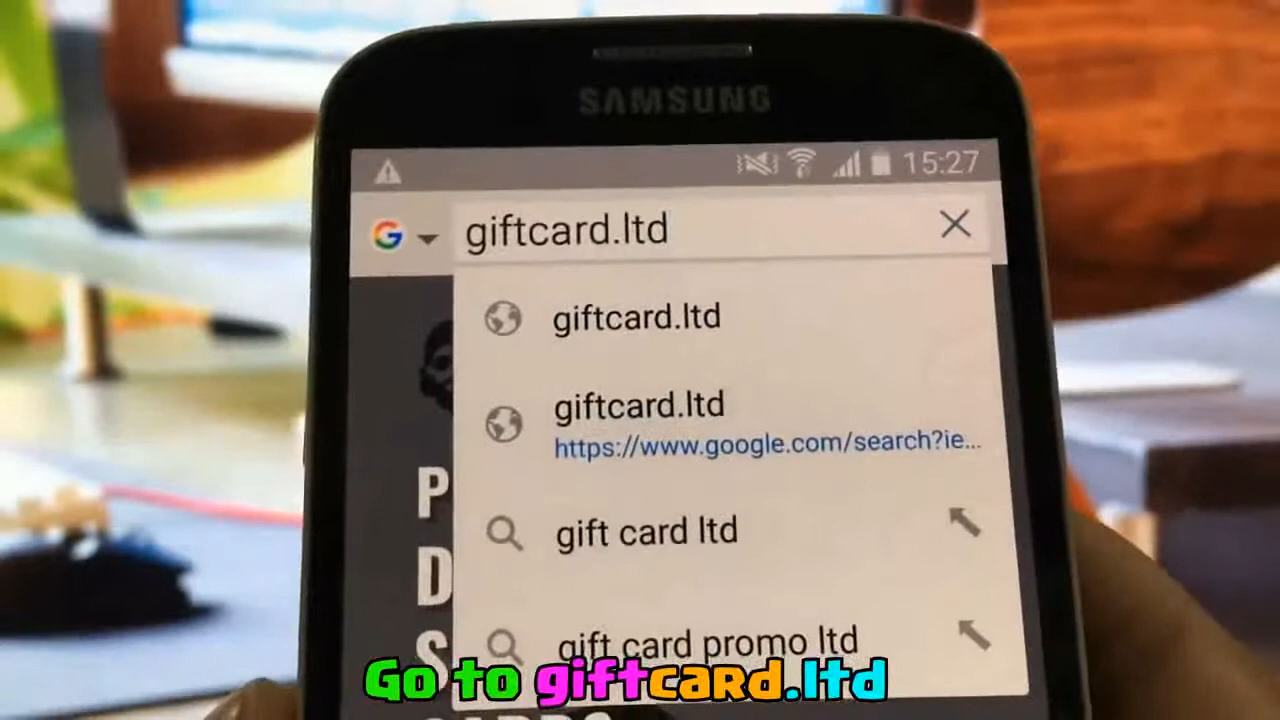 SAMSUNG
15:27
giftcard.ltd
giftcard.ltd
giftcard.ltd
https://www.google.com/search?ie...
gift card ltd
gift card promo ltd
P
D
S
Go to giftcard.ltd